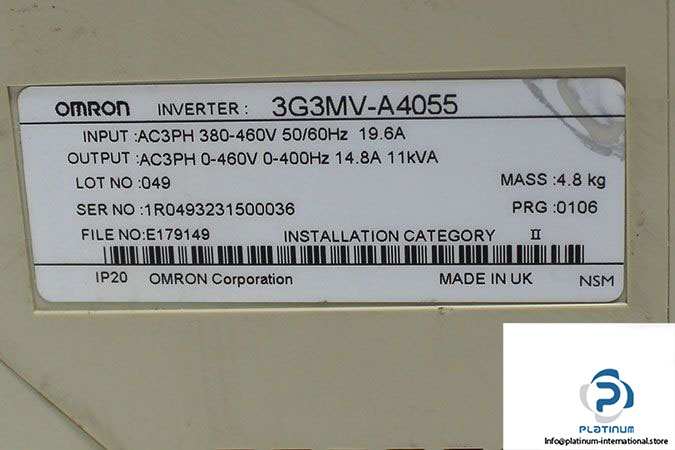 OMRON INVERTER : 3G3MV-A4055
INPUT :AC3PH 380-460V 50/60Hz 19.6A
OUTPUT :AC3PH 0-460V 0-400Hz 14.8A 11kVA
LOT NO :049 MASS :4.8 kg
SER NO :1R0493231500036 PRG :0106
FILE NO:E179149 INSTALLATION CATEGORY II
IP20 OMRON Corporation MADE IN UK NSM
PLATINUM
Info@platinum-international.store